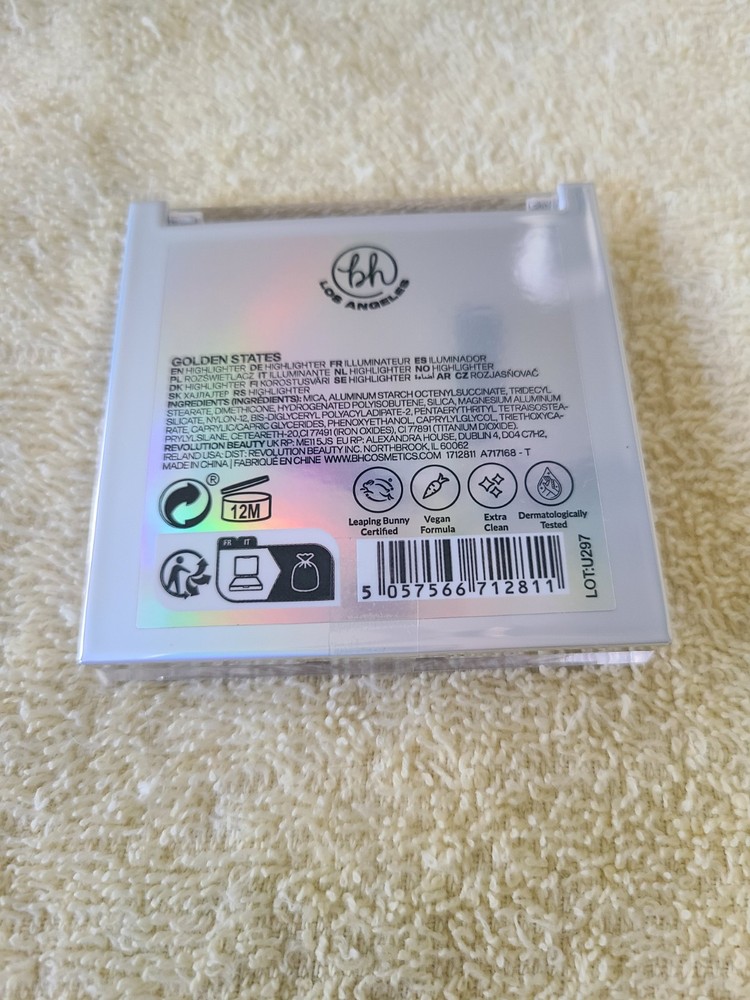 bh
LOS ANGELES
GOLDEN STATES
EN HIGHLIGHTER DE HIGHLIGHTER FR ILLUMINATEUR ES ILUMINADOR
PL ROZŚWIETLACZ IT ILLUMINANTE NL HIGHLIGHTER NO HIGHLIGHTER
DK HIGHLIGHTER FI KOROSTUSVÄRI SE HIGHLIGHTER إضاءة AR CZ ROZJASŇOVAČ
SK ХАЙЛАЙТЕР RS HIGHLIGHTER
INGREDIENTS (INGRÉDIENTS): MICA, ALUMINUM STARCH OCTENYLSUCCINATE, TRIDECYL
STEARATE, DIMETHICONE, HYDROGENATED POLYISOBUTENE, SILICA, MAGNESIUM ALUMINUM
SILICATE, NYLON-12, BIS-DIGLYCERYL POLYACYLADIPATE-2, PENTAERYTHRITYL TETRAISOSTEA-
RATE, CAPRYLIC/CAPRIC GLYCERIDES, PHENOXYETHANOL, CAPRYLYL GLYCOL, TRIETHOXYCA-
PRYLYLSILANE, CETEARETH-20, CI 77491 (IRON OXIDES), CI 77891 (TITANIUM DIOXIDE).
REVOLUTION BEAUTY UK RP: ME11 5JS EU RP: ALEXANDRA HOUSE, DUBLIN 4, D04 C7H2,
IRELAND USA: DIST: REVOLUTION BEAUTY INC. NORTHBROOK, IL 60062
MADE IN CHINA | FABRIQUÉ EN CHINE WWW.BHCOSMETICS.COM 1712811 A717168 - T
®
12M
Leaping Bunny
Certified
Vegan
Formula
Extra
Clean
Dermatologically
Tested
FR IT
5 057566 712811
LOT:U297